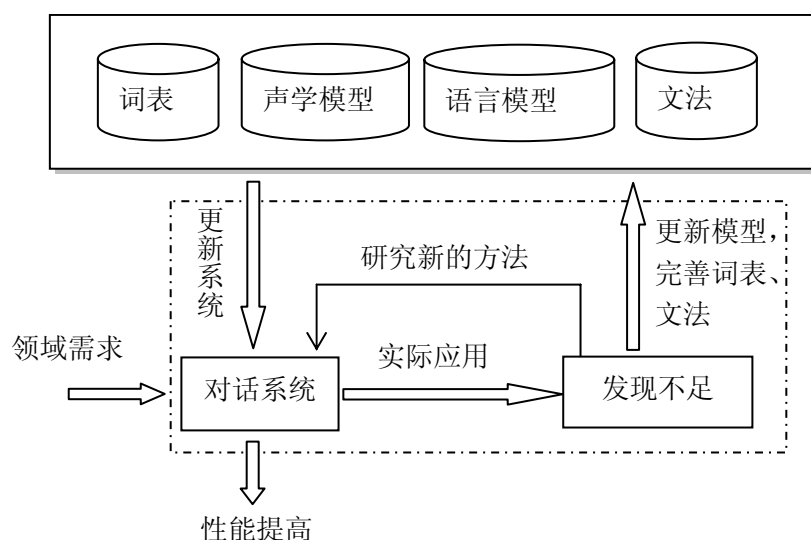 词表
声学模型
语言模型
文法
更新系统
研究新的方法
更新模型，
完善词表、
文法
领域需求
实际应用
对话系统
发现不足
性能提高